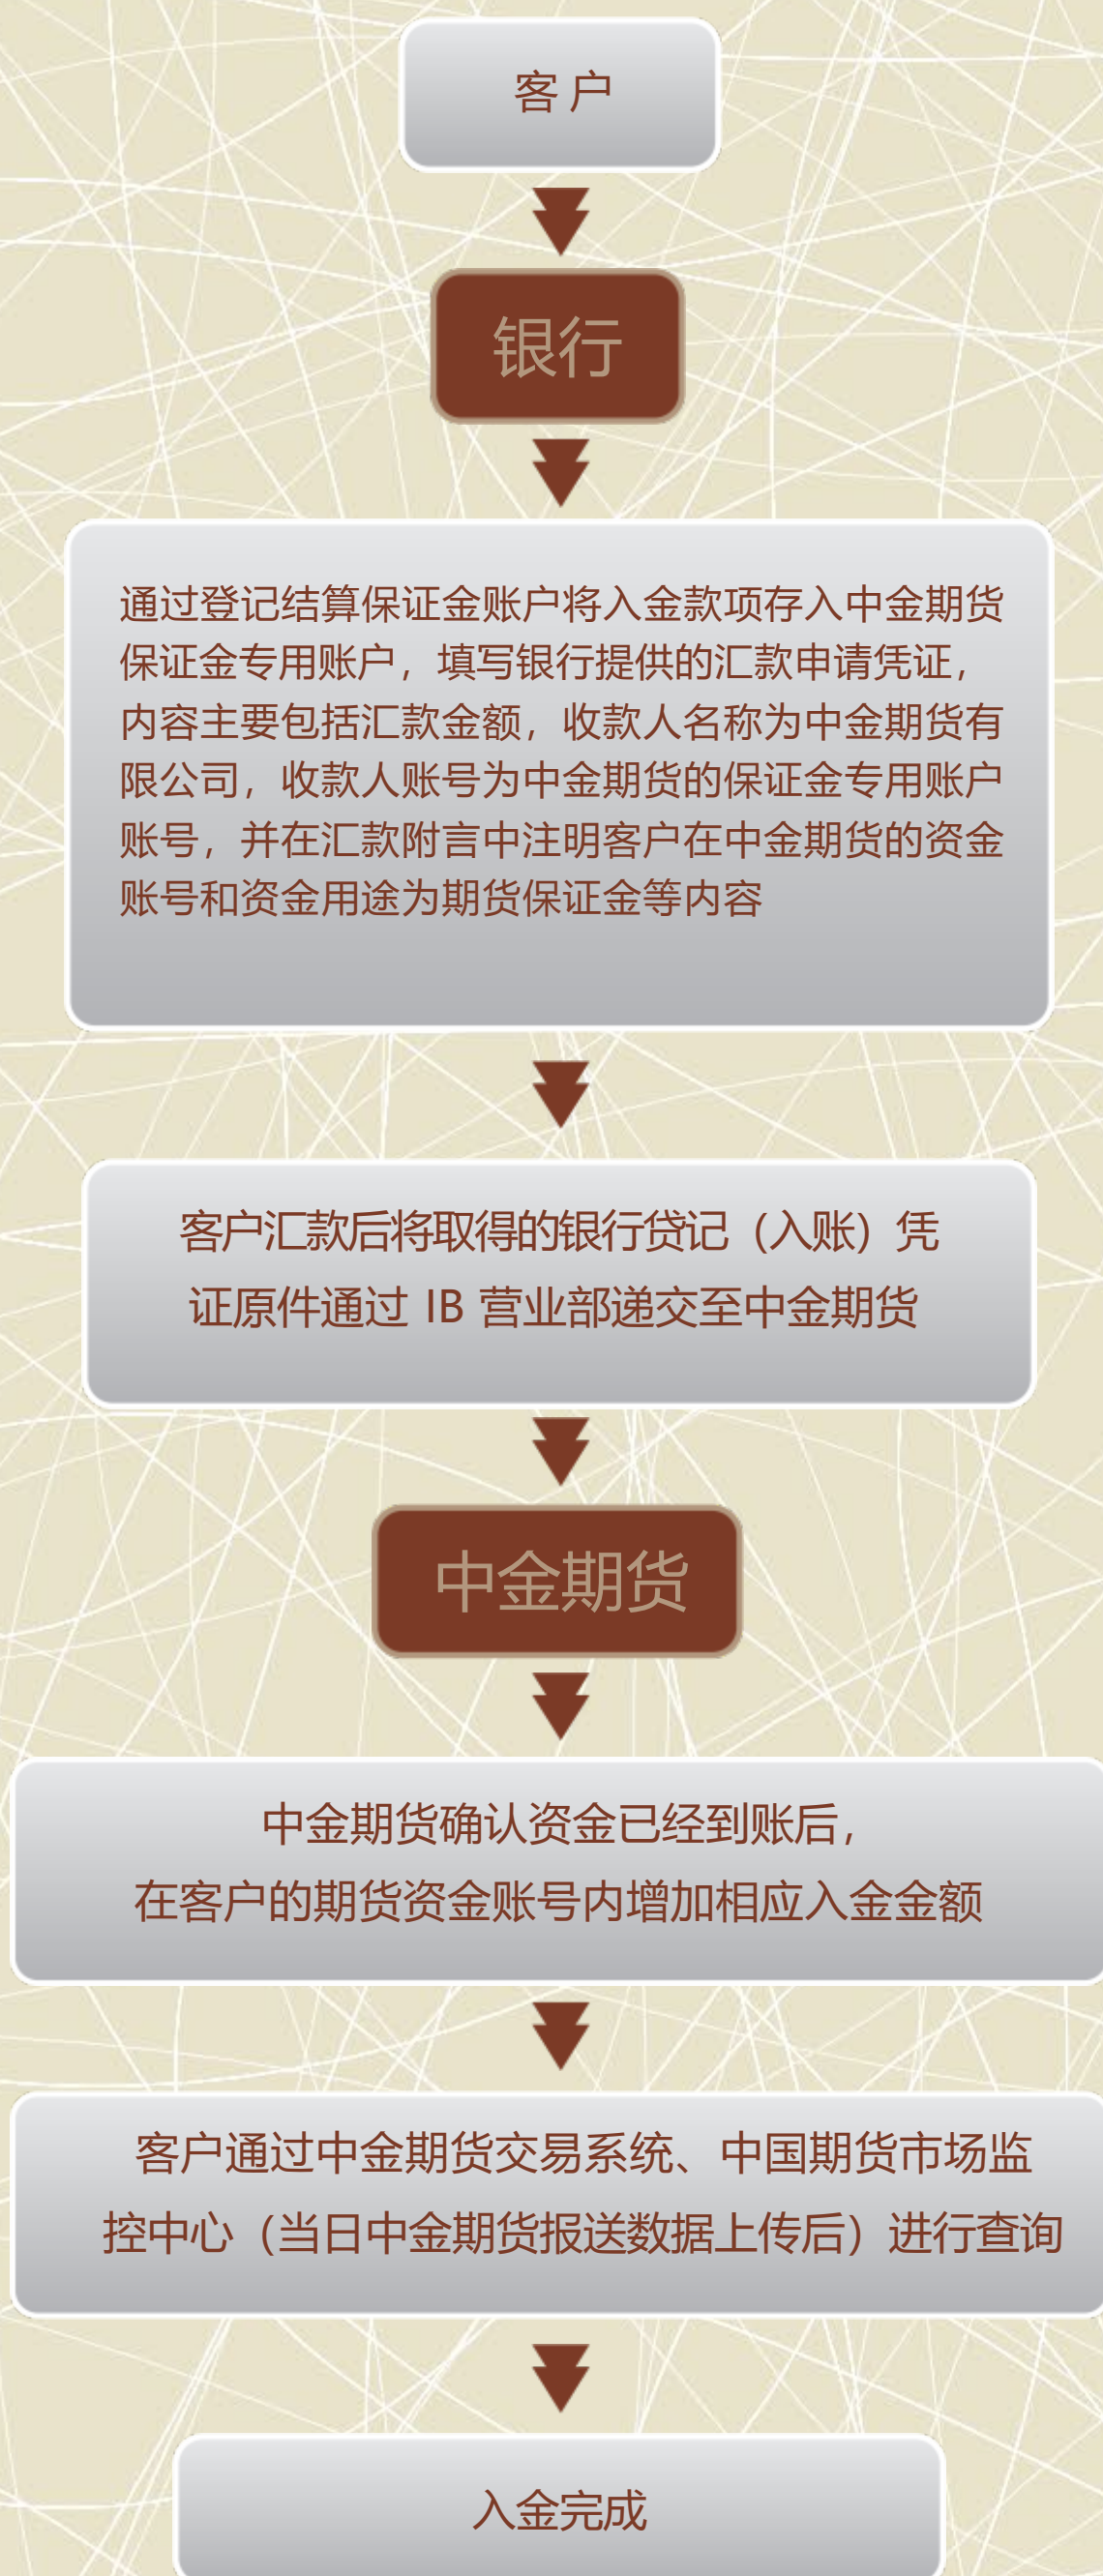 客 户
银行
通过登记结算保证金账户将入金款项存入中金期货
保证金专用账户，填写银行提供的汇款申请凭证，
内容主要包括汇款金额，收款人名称为中金期货有
限公司，收款人账号为中金期货的保证金专用账户
账号，并在汇款附言中注明客户在中金期货的资金
账号和资金用途为期货保证金等内容
客户汇款后将取得的银行贷记（入账）凭
证原件通过 IB 营业部递交至中金期货
中金期货
中金期货确认资金已经到账后，
在客户的期货资金账号内增加相应入金金额
客户通过中金期货交易系统、中国期货市场监
控中心（当日中金期货报送数据上传后）进行查询
入金完成